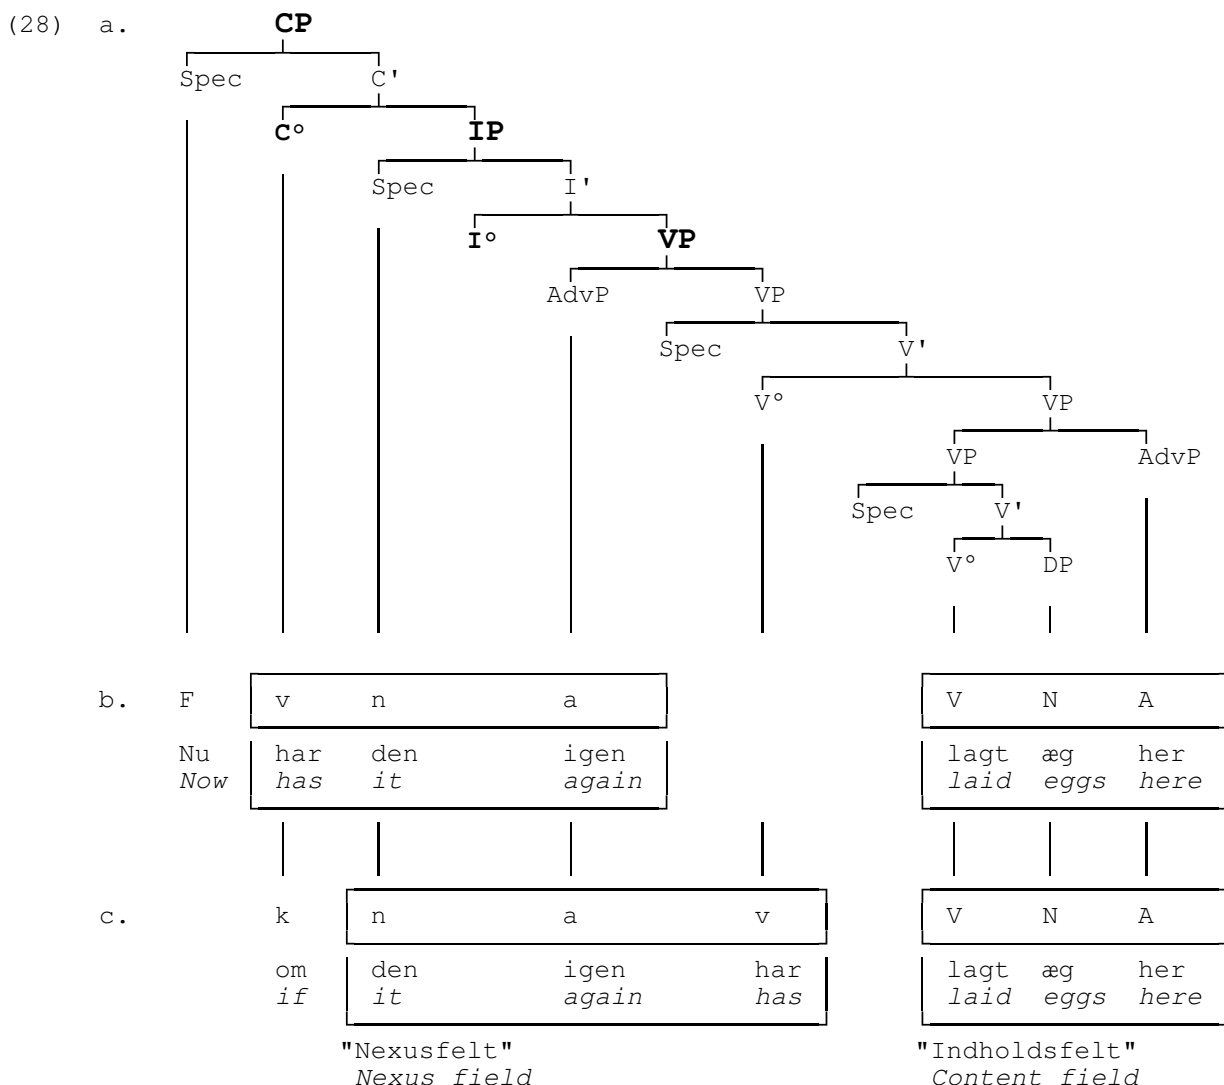 (28) a. CP
Spec C'
C° IP
Spec I'
I° VP
AdvP VP
Spec V'
V° VP
VP AdvP
Spec V'
V° DP
b. F v n a V N A
Nu har den igen lagt æg her
Now has it again laid eggs here
c. k n a v V N A
om den igen har lagt æg her
if it again has laid eggs here
"Nexusfelt" "Indholdsfelt"
Nexus field Content field